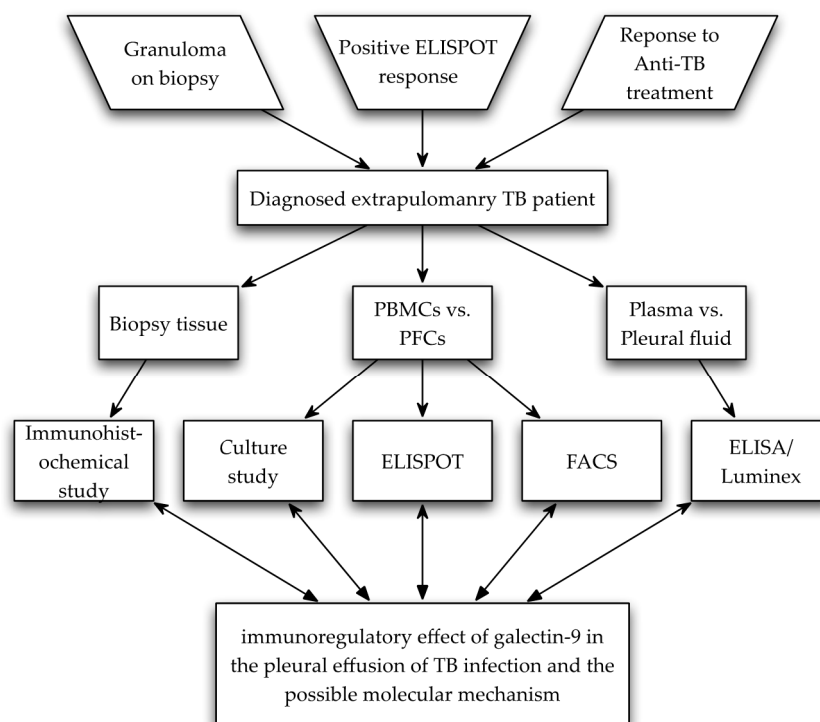 Granuloma
on biopsy
Positive ELISPOT
response
Reponse to
Anti-TB
treatment
Diagnosed extrapulomanry TB patient
Biopsy tissue
PBMCs vs.
PFCs
Plasma vs.
Pleural fluid
Immunohist-
ochemical
study
Culture
study
ELISPOT
FACS
ELISA/
Luminex
immunoregulatory effect of galectin-9 in
the pleural effusion of TB infection and the
possible molecular mechanism